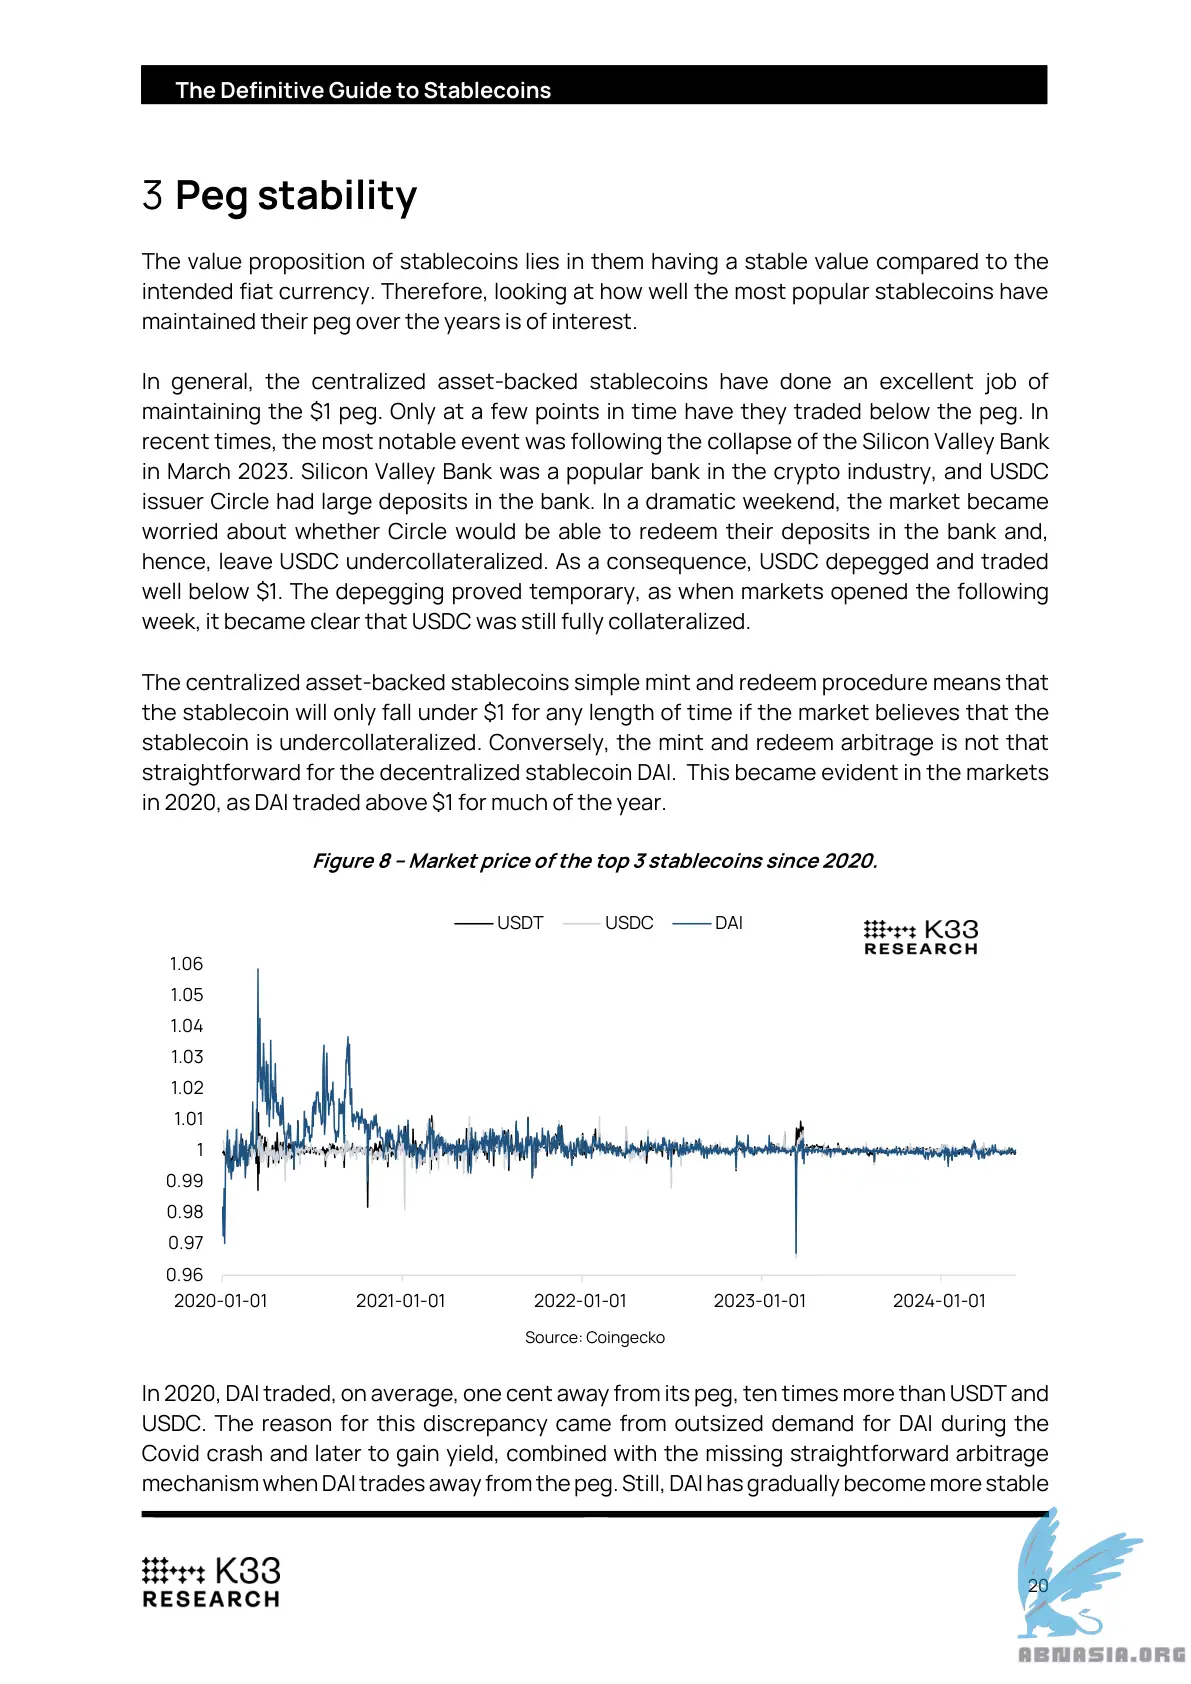 The Definitive Guide to Stablecoins
3 Peg stability
The value proposition of stablecoins lies in them having a stable value compared to the
intended fiat currency. Therefore, looking at how well the most popular stablecoins have
maintained their peg over the years is of interest.
In general, the centralized asset-backed stablecoins have done an excellent job of
maintaining the $1 peg. Only at a few points in time have they traded below the peg. In
recent times, the most notable event was following the collapse of the Silicon Valley Bank
in March 2023. Silicon Valley Bank was a popular bank in the crypto industry, and USDC
issuer Circle had large deposits in the bank. In a dramatic weekend, the market became
worried about whether Circle would be able to redeem their deposits in the bank and,
hence, leave USDC undercollateralized. As a consequence, USDC depegged and traded
well below $1. The depegging proved temporary, as when markets opened the following
week, it became clear that USDC was still fully collateralized.
The centralized asset-backed stablecoins simple mint and redeem procedure means that
the stablecoin will only fall under $1 for any length of time if the market believes that the
stablecoin is undercollateralized. Conversely, the mint and redeem arbitrage is not that
straightforward for the decentralized stablecoin DAI. This became evident in the markets
in 2020, as DAI traded above $1 for much of the year.
Figure 8 – Market price of the top 3 stablecoins since 2020.
USDT USDC DAI
K33
RESEARCH
1.06
1.05
1.04
1.03
1.02
1.01
1
0.99
0.98
0.97
0.96
2020-01-01 2021-01-01 2022-01-01 2023-01-01 2024-01-01
Source: Coingecko
In 2020, DAI traded, on average, one cent away from its peg, ten times more than USDT and
USDC. The reason for this discrepancy came from outsized demand for DAI during the
Covid crash and later to gain yield, combined with the missing straightforward arbitrage
mechanism when DAI trades away from the peg. Still, DAI has gradually become more stable
K33
RESEARCH
20
ABNASIA.ORG